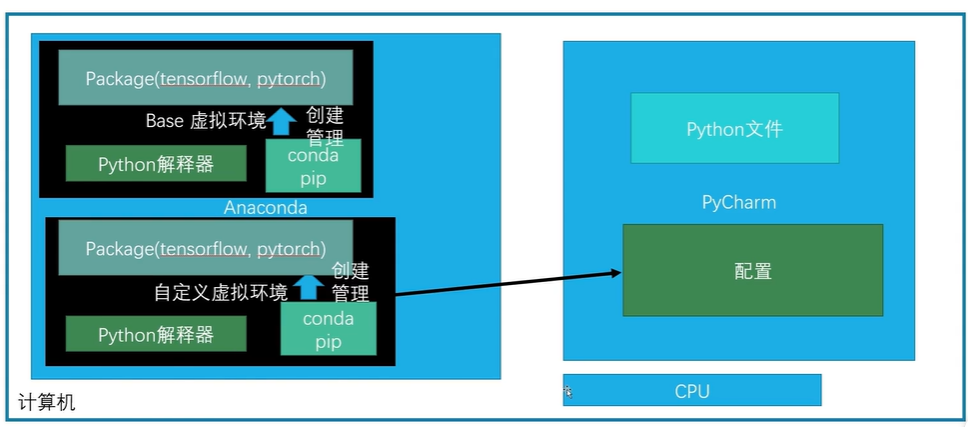 Package(tensorflow, pytorch)
Base 虚拟环境
创建
管理
Python解释器
conda
pip
Anaconda
Package(tensorflow, pytorch)
自定义虚拟环境
创建
管理
Python解释器
conda
pip
计算机
Python文件
PyCharm
配置
CPU